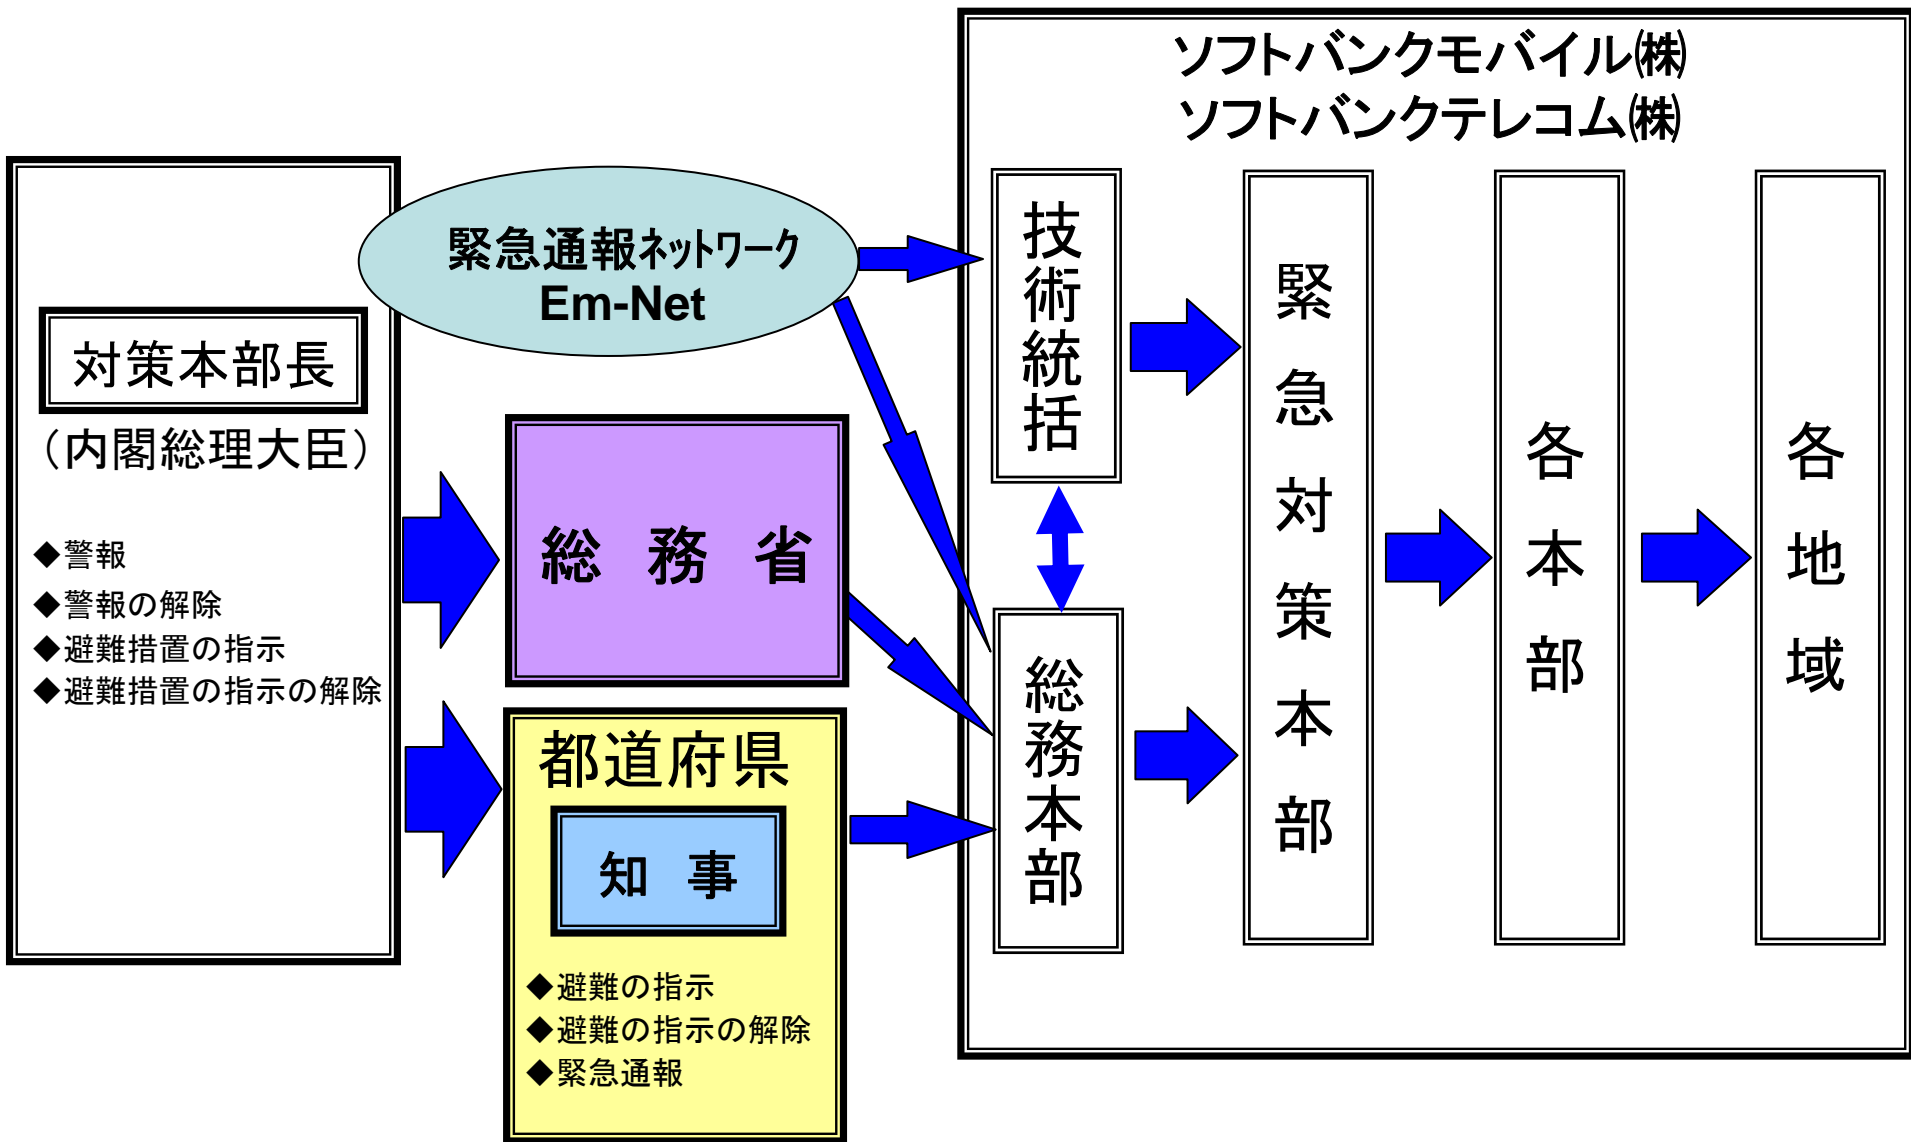 ソフトバンクモバイル㈱
ソフトバンクテレコム㈱
緊急通報ネットワーク
Em-Net
対策本部長
（内閣総理大臣）
◆警報
◆警報の解除
◆避難措置の指示
◆避難措置の指示の解除
総務省
都道府県
知事
◆避難の指示
◆避難の指示の解除
◆緊急通報
技術統括
総務本部
緊急対策本部
各本部
各地域